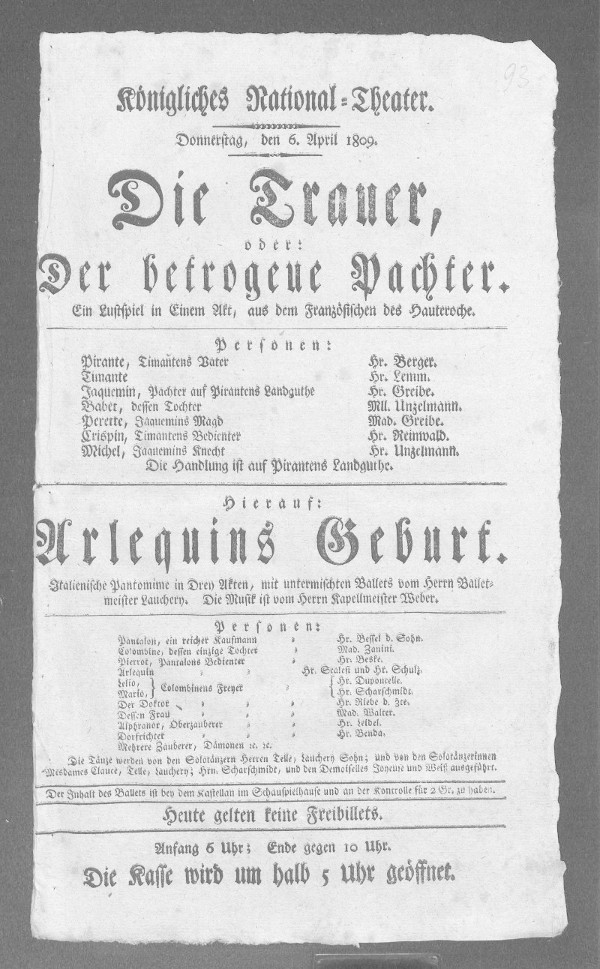 93.
Königliches National-Theater.
Donnerstag, den 6. April 1809.
Die Trauer,
oder:
Der betrogene Pachter.
Ein Lustspiel in Einem Akt, aus dem Französischen des Hauteroche.
Personen:
Pirante, Timantens Vater Hr. Berger.
Timante Hr. Lemm.
Jaquemin, Pachter auf Pirantens Landguthe Hr. Greibe.
Babet, dessen Tochter Mll. Unzelmann.
Perette, Jaquemins Magd Mad. Greibe.
Crispin, Timantens Bedienter Hr. Reinwald.
Michel, Jaquemins Knecht Hr. Unzelmann.
Die Handlung ist auf Pirantens Landguthe.
Hierauf:
Arlequins Geburt.
Italienische Pantomime in Drey Akten, mit untermischten Ballets vom Herrn Ballet-
meister Lauchery. Die Musik ist vom Herrn Kapellmeister Weber.
Personen:
Pantalon, ein reicher Kaufmann Hr. Bessel d. Sohn.
Colombine, dessen einzige Tochter Mad. Zanini.
Pierrot, Pantalons Bedienter Hr. Beske.
Arlequin Hr. Scalesi und Hr. Schulz.
Lelio, } Colombinens Freyer { Hr. Duponcelle.
Mario, } { Hr. Scharschmidt.
Der Doktor Hr. Riebe d. 2te.
Dessen Frau Mad. Walter.
Alphranor, Oberzauberer Hr. Leidel.
Dorfrichter Hr. Benda.
Mehrere Zauberer, Dämonen ꝛc. ꝛc.
Die Tänze werden von den Solotänzern Herren Telle, Lauchery Sohn; und von den Solotänzerinnen
Mesdames Clauce, Telle, Lauchery; Hrn. Scharschmidt, und den Demoiselles Joyeuse und Wolf ausgeführt.
Der Inhalt des Ballets ist bey dem Kastellan im Schauspielhause und an der Kontrolle für 2 Gr. zu haben.
Heute gelten keine Freibillets.
Anfang 6 Uhr; Ende gegen 10 Uhr.
Die Kasse wird um halb 5 Uhr geöffnet.